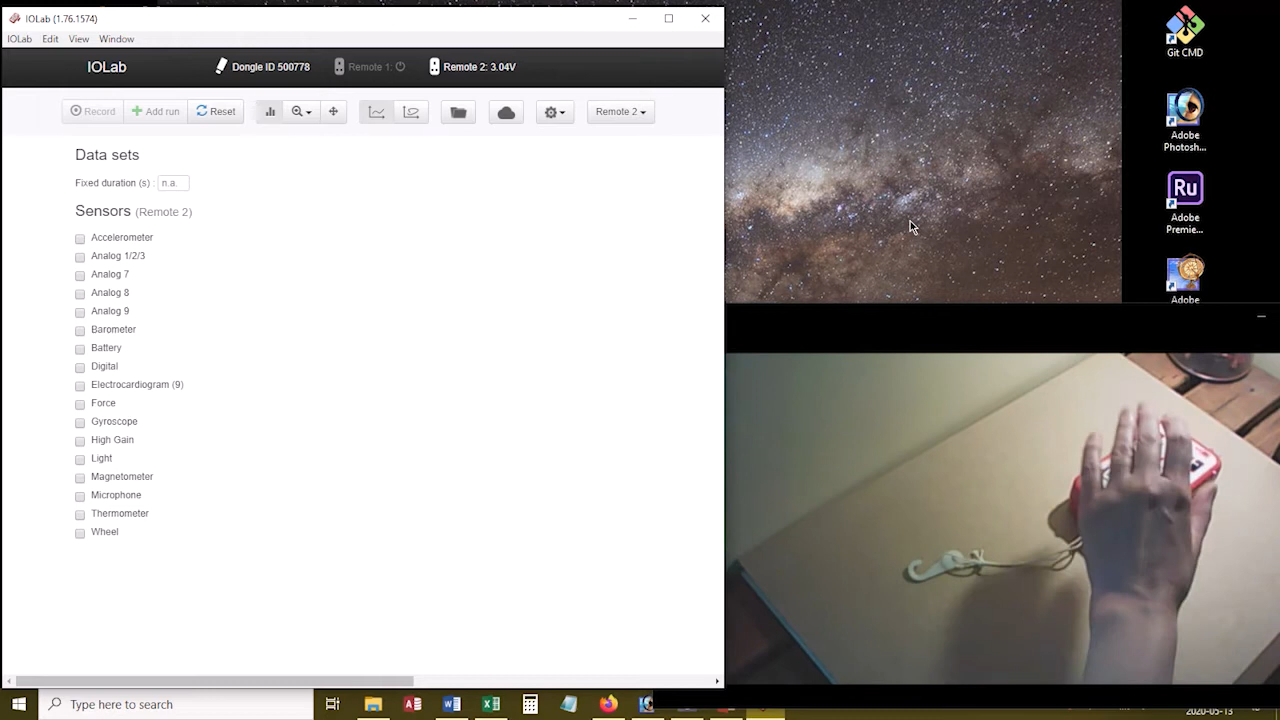 IOLab (1.76.1574)
IOLab Edit View Window
IOLab Dongle ID 500778 Remote 1: Remote 2: 3.04V
Record Add run Reset Remote 2
Data sets
Fixed duration (s) : n.a.
Sensors (Remote 2)
Accelerometer
Analog 1/2/3
Analog 7
Analog 8
Analog 9
Barometer
Battery
Digital
Electrocardiogram (9)
Force
Gyroscope
High Gain
Light
Magnetometer
Microphone
Thermometer
Wheel
Git CMD
Adobe
Photosh...
Ru
Adobe
Premie...
Adobe
Type here to search
2020-05-13